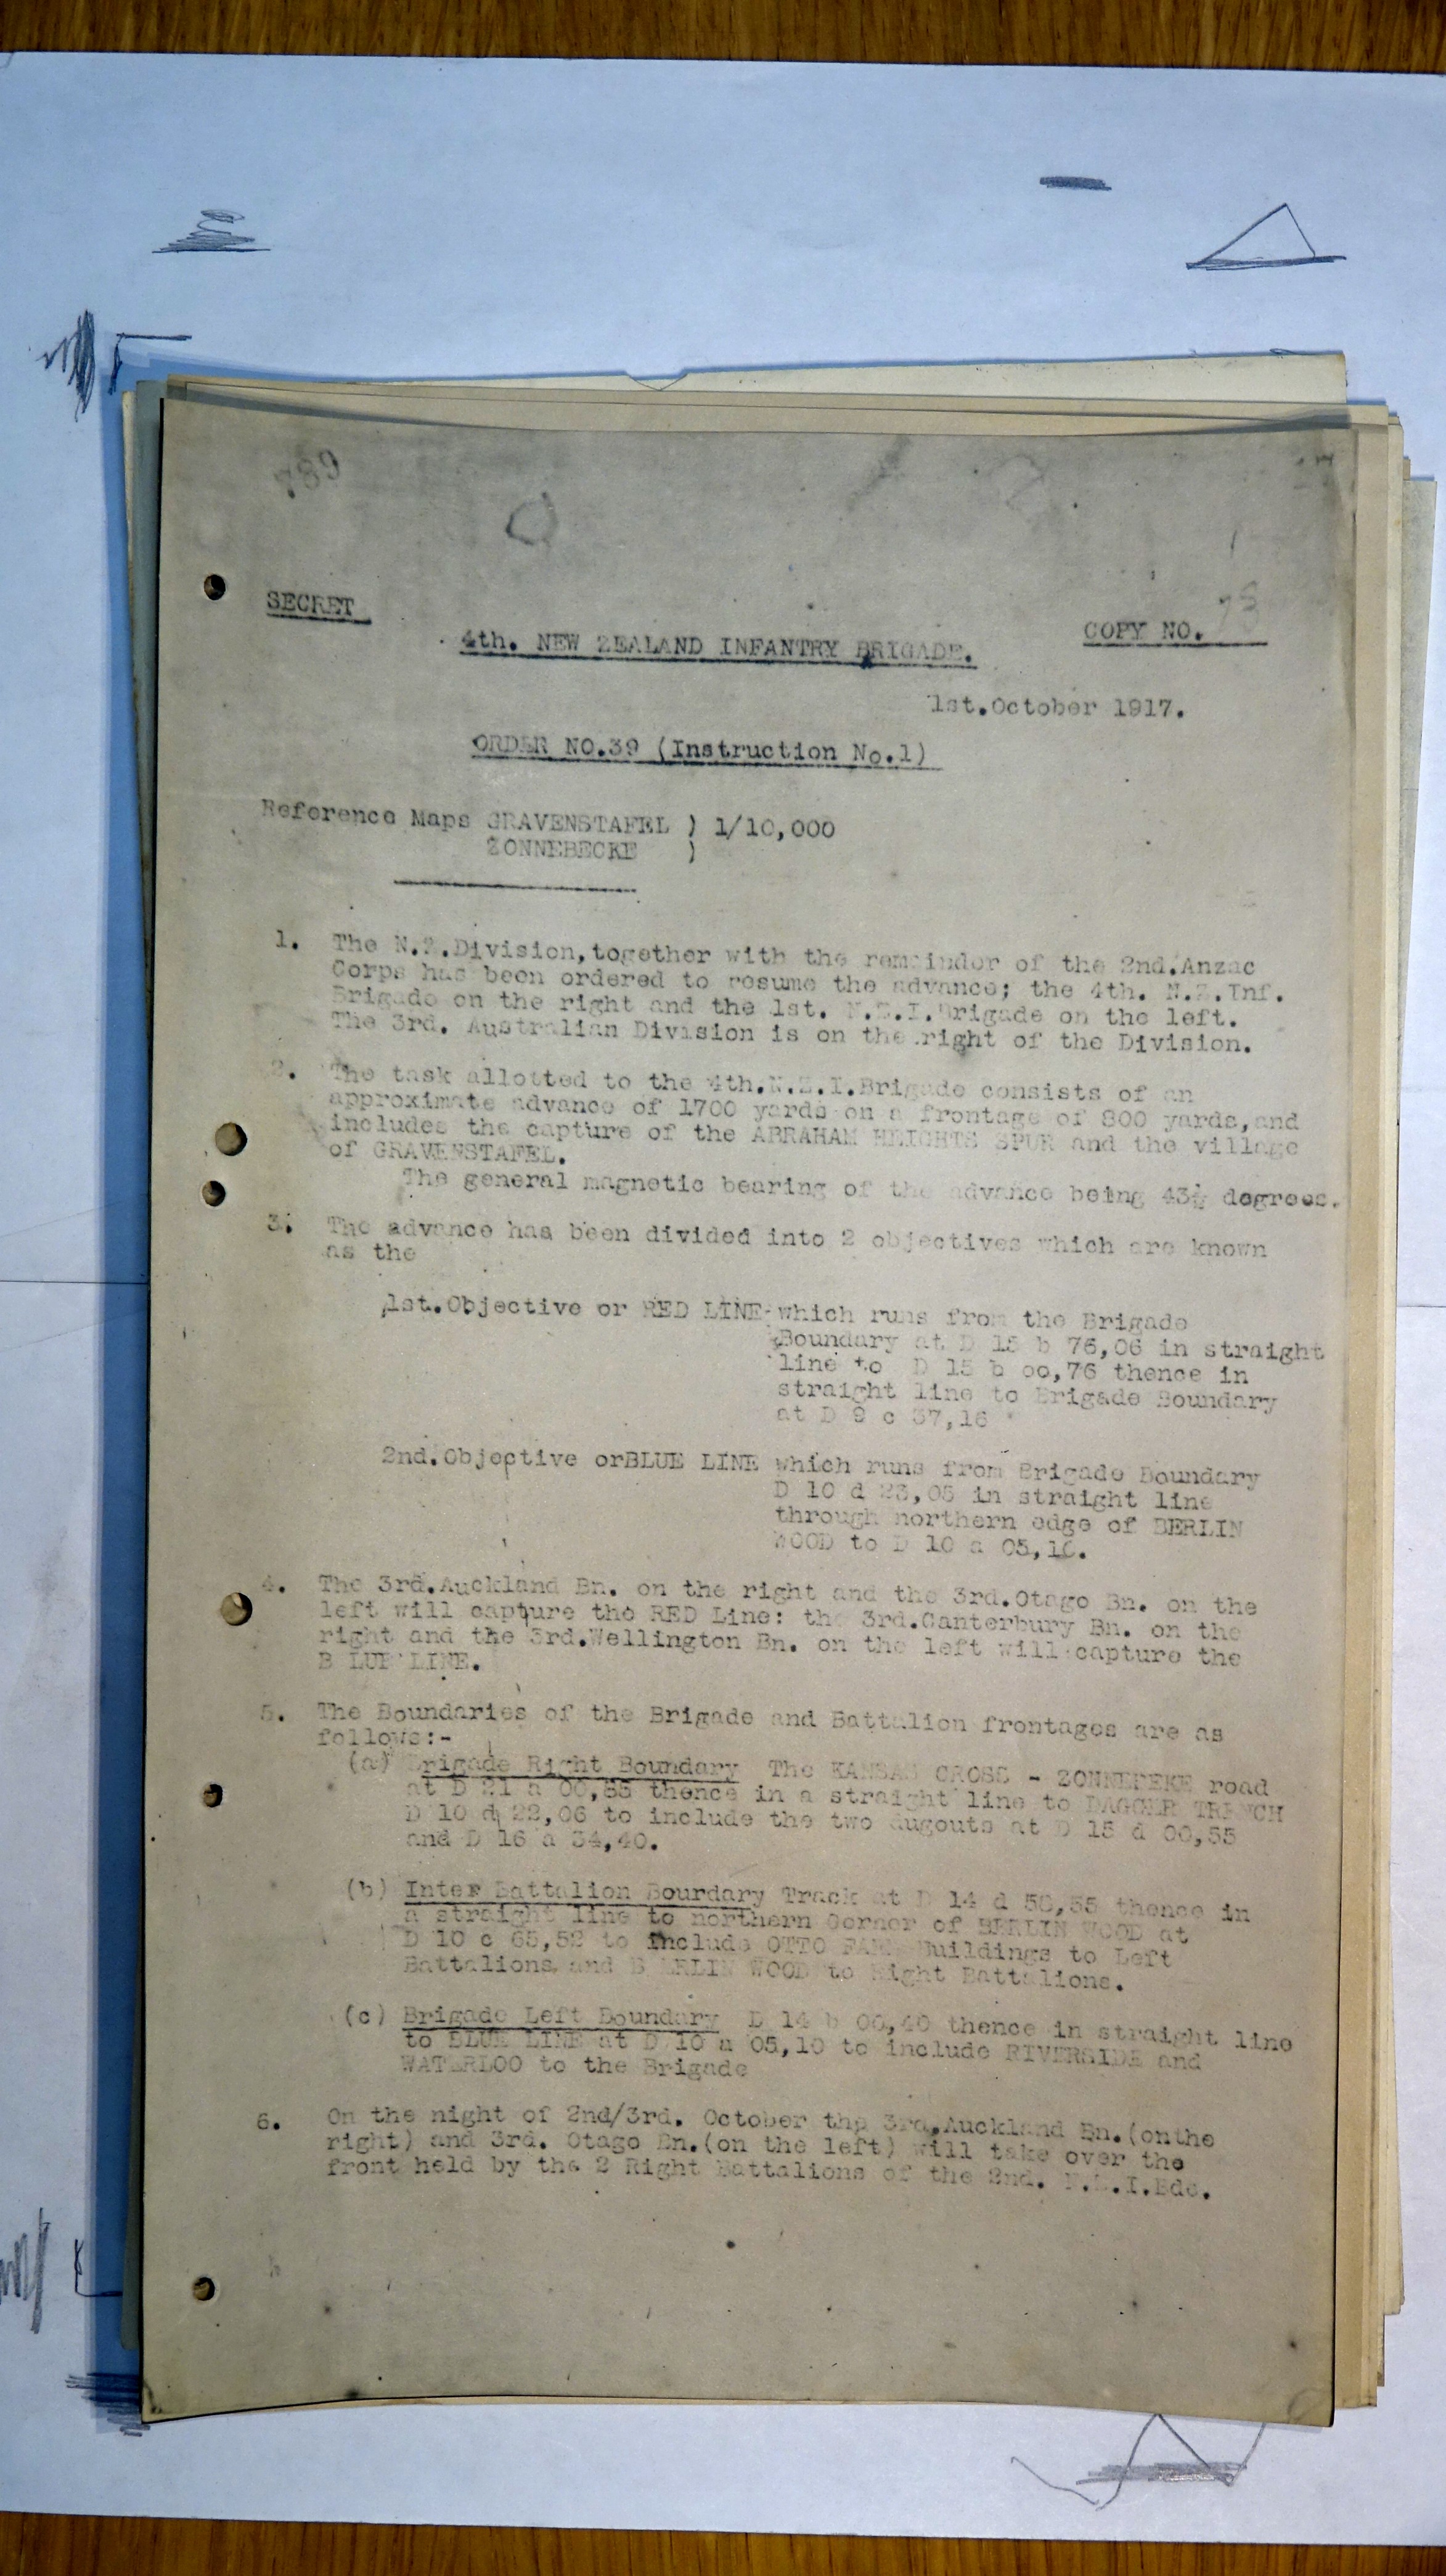 789
SECRET
COPY NO.
4th. NEW ZEALAND INFANTRY BRIGADE.
1st.October 1917.
ORDER NO.39 (Instruction No.1)
Reference Maps GRAVENSTAFEL ) 1/10,000
ZONNEBECKE )
1. The N.Z.Division,together with the remainder of the 2nd.Anzac
Corps has been ordered to resume the advance; the 4th. N.Z.Inf.
Brigade on the right and the 1st. N.Z.I.Brigade on the left.
The 3rd. Australian Division is on the right of the Division.
2. The task allotted to the 4th.N.Z.I.Brigade consists of an
approximate advance of 1700 yards on a frontage of 800 yards,and
includes the capture of the ABRAHAM HEIGHTS SPUR and the village
of GRAVENSTAFEL.
The general magnetic bearing of the advance being 43½ degrees.
3. The advance has been divided into 2 objectives which are known
as the
1st.Objective or RED LINE which runs from the Brigade
Boundary at D 15 b 76,06 in straight
line to D 15 b oo,76 thence in
straight line to Brigade Boundary
at D 9 c 37,16
2nd.Objective orBLUE LINE which runs from Brigade Boundary
D 10 d 23,05 in straight line
through northern edge of BERLIN
WOOD to D 10 a 05,10.
4. The 3rd.Auckland Bn. on the right and the 3rd.Otago Bn. on the
left will capture the RED Line: the 3rd.Canterbury Bn. on the
right and the 3rd.Wellington Bn. on the left will capture the
B LUE LINE.
5. The Boundaries of the Brigade and Battalion frontages are as
follows:-
(a) Brigade Right Boundary The KANSAS CROSS - ZONNEBEKE road
at D 21 a 00,85 thence in a straight line to DAGGER TRENCH
D 10 d 22,06 to include the two dugouts at D 15 d 00,55
and D 16 a 34,40.
(b) Inter Battalion Bourdary Track at D 14 d 50,55 thence in
a straight line to northern Corner of BERLIN WOOD at
D 10 c 65,52 to include OTTO FARM Buildings to Left
Battalions and B ERLIN WOOD to Right Battalions.
(c) Brigade Left Boundary D 14 b 00,40 thence in straight line
to BLUE LINE at D 10 a 05,10 to include RIVERSIDE and
WATERLOO to the Brigade
6. On the night of 2nd/3rd. October the 3rd.Auckland Bn.(onthe
right) and 3rd. Otago Bn.(on the left) will take over the
front held by the 2 Right Battalions of the 2nd. N.Z.I.Bde.